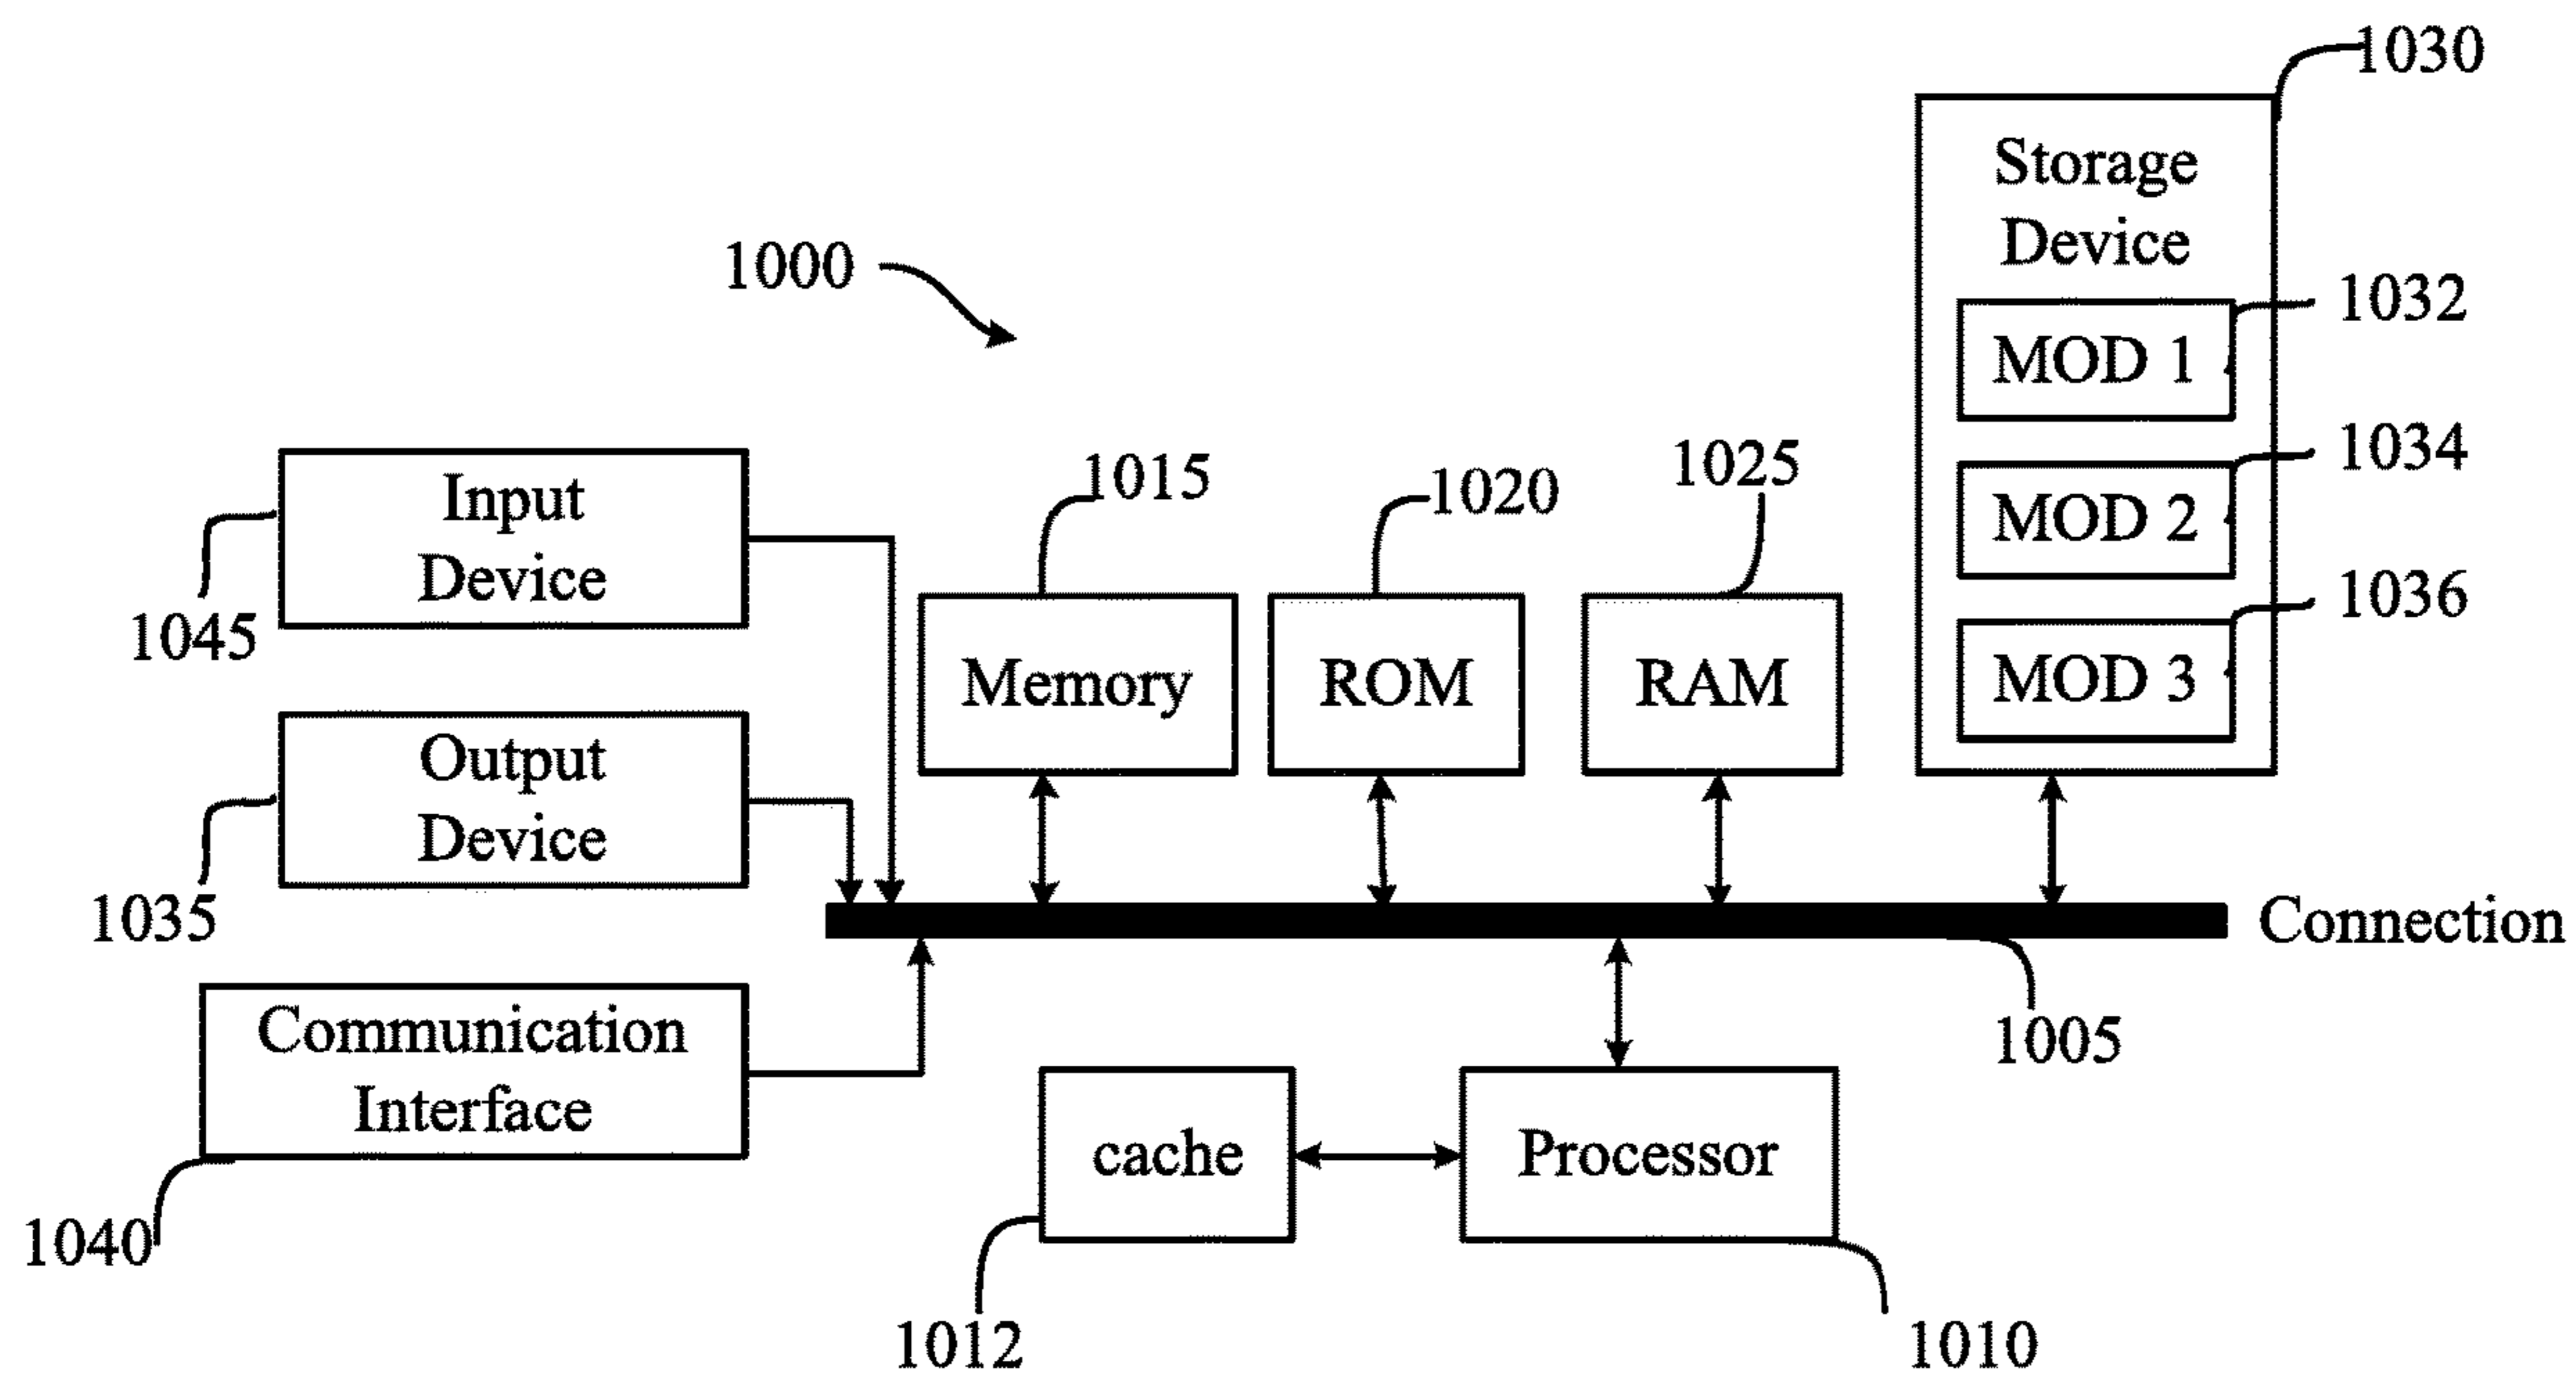 1030
Storage
Device
1000
1032
MOD 1
1034
1015
1020
1025
Input
Device
MOD 2
1036
1045
Memory
ROM
RAM
MOD 3
Output
Device
1035
Connection
Communication
Interface
1005
cache
Processor
1040
1012
1010